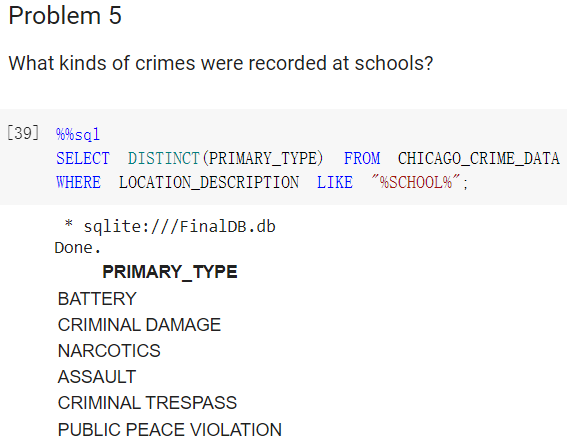 Problem 5
What kinds of crimes were recorded at schools?
[39] %%sql
SELECT DISTINCT(PRIMARY_TYPE) FROM CHICAGO_CRIME_DATA
WHERE LOCATION_DESCRIPTION LIKE "%SCHOOL%";
* sqlite:///FinalDB.db
Done.
PRIMARY_TYPE
BATTERY
CRIMINAL DAMAGE
NARCOTICS
ASSAULT
CRIMINAL TRESPASS
PUBLIC PEACE VIOLATION